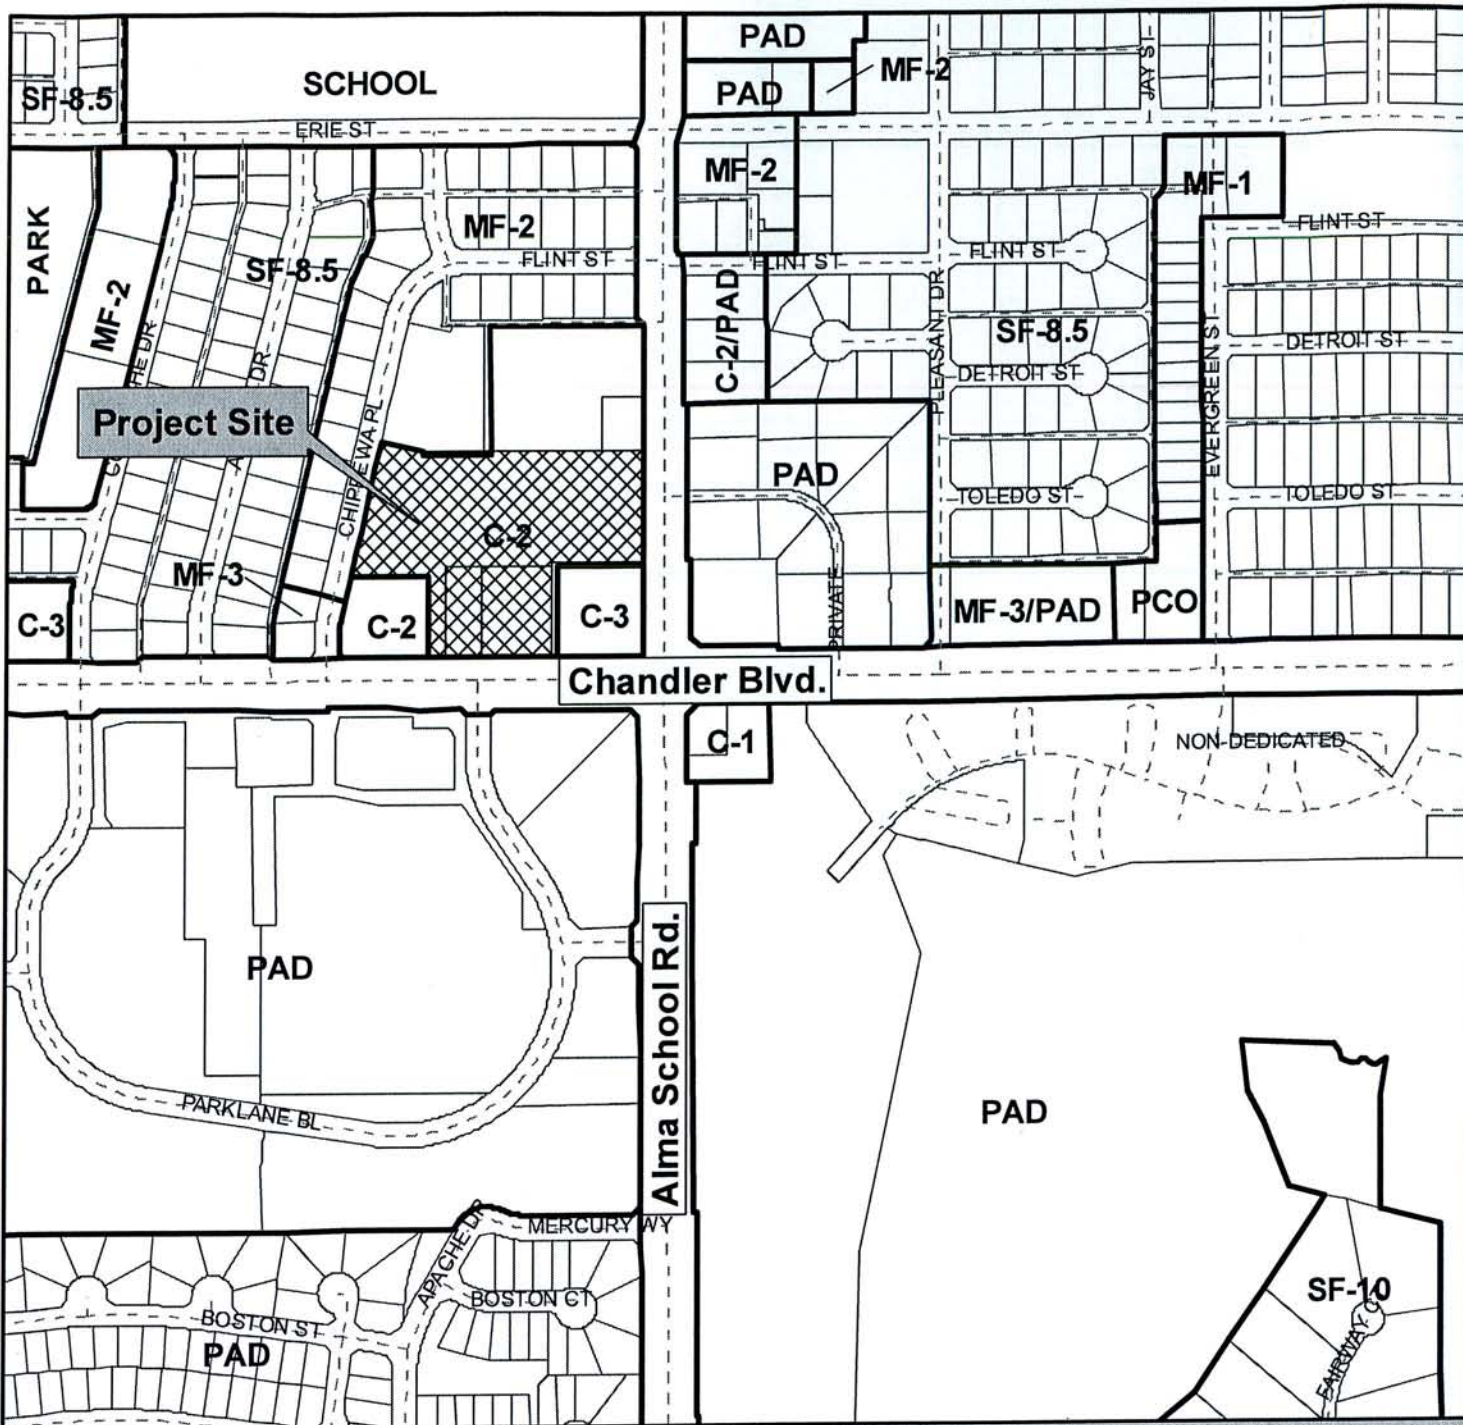 PAD
SCHOOL
MF-2
PAD
SF-8.5
JAY ST
ERIE ST
MF-2
MF-1
PARK
MF-2
FLINT ST
FLINT ST
FLINT ST
FLINT ST
SF-8.5
MF-2
C-2/PAD
PLEASANT DR
SF-8.5
DETROIT ST
DETROIT ST
EVERGREEN ST
DR
Project Site
CHIPPEWA PL
PAD
TOLEDO ST
TOLEDO ST
C-2
MF-3
C-3
C-2
C-3
PRIVATE
MF-3/PAD
PCO
Chandler Blvd.
C-1
NON-DEDICATED
PAD
Alma School Rd.
PARKLANE BL
PAD
APACHE DR
MERCURY WY
BOSTON CT
BOSTON ST
PAD
SF-10
FAIRWAY